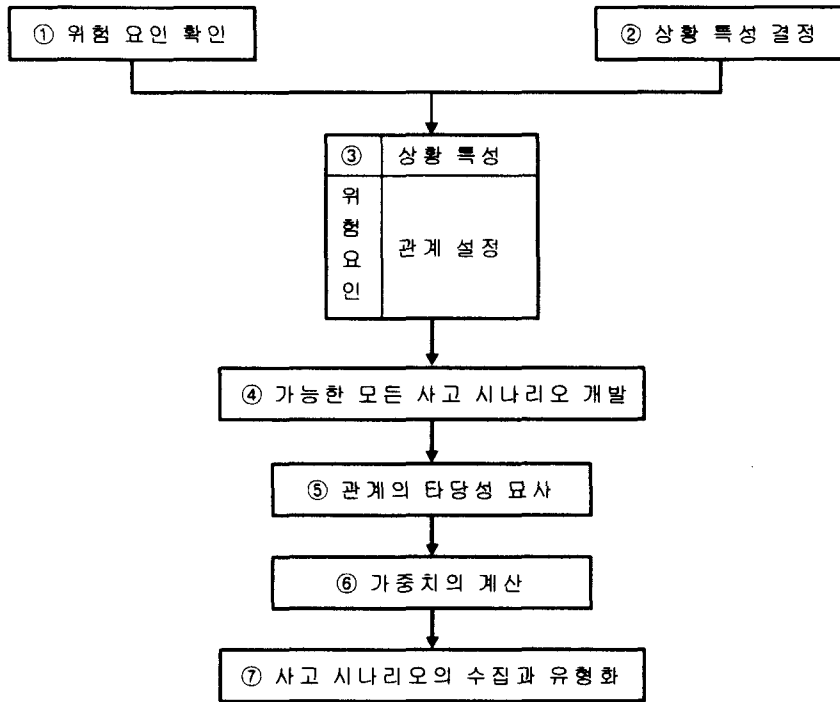 ① 위험 요인 확인
② 상황 특성 결정
③ 상황 특성
위
험
요
인
관계 설정
④ 가능한 모든 사고 시나리오 개발
⑤ 관계의 타당성 묘사
⑥ 가중치의 계산
⑦ 사고 시나리오의 수집과 유형화